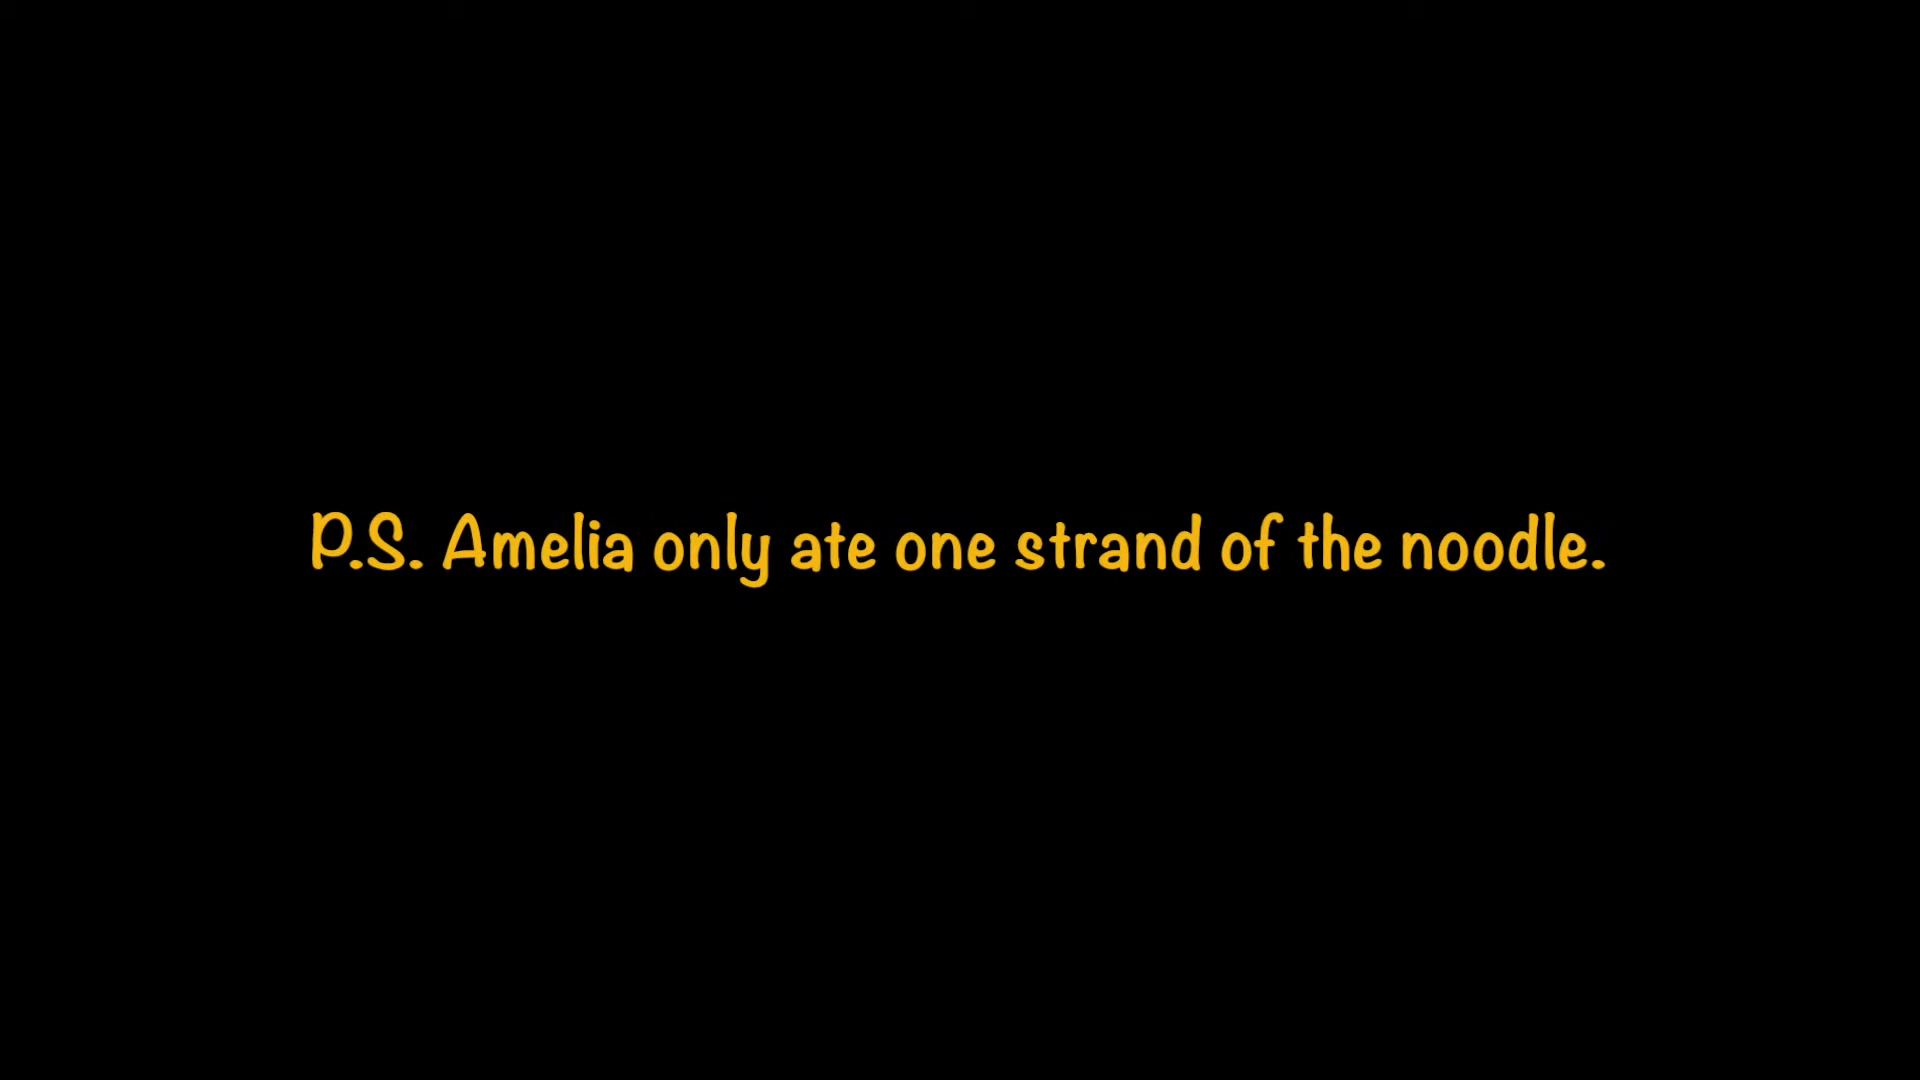 P.S. Amelia only ate one strand of the noodle.